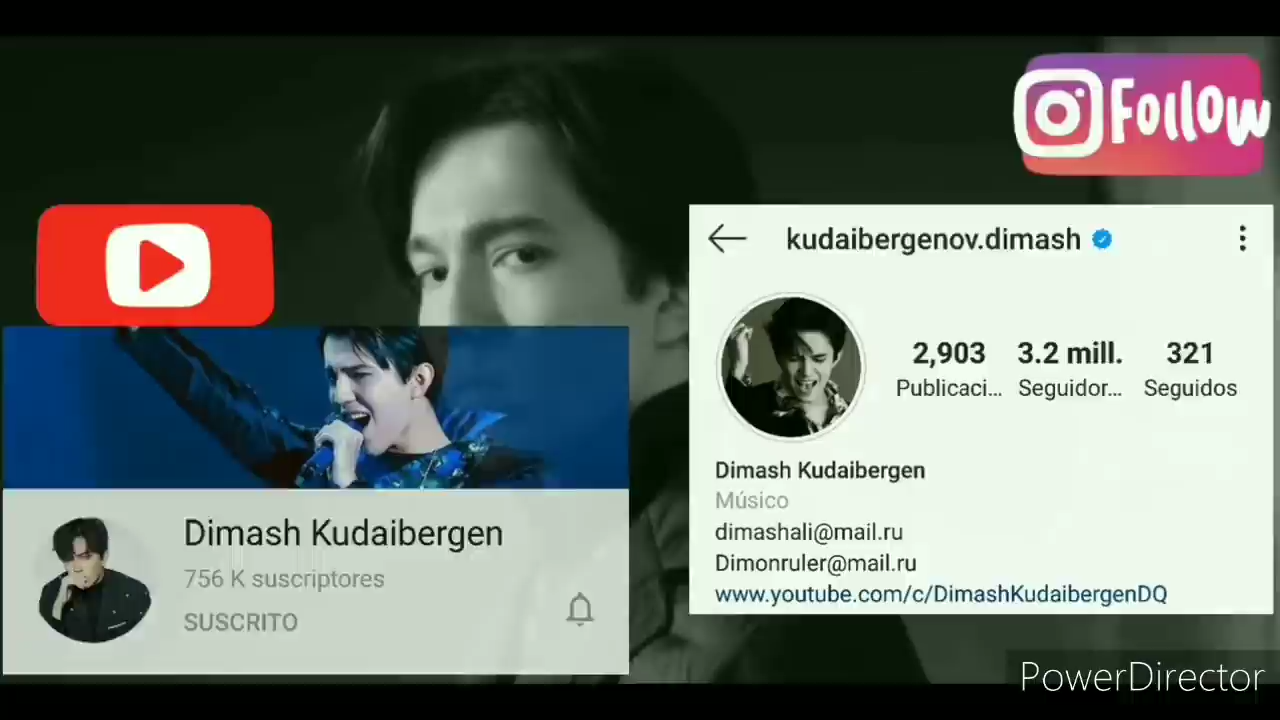 Follow
kudaibergenov.dimash
2,903 3.2 mill. 321
Publicaci... Seguidor... Seguidos
Dimash Kudaibergen
Músico
dimashali@mail.ru
Dimonruler@mail.ru
www.youtube.com/c/DimashKudaibergenDQ
Dimash Kudaibergen
756 K suscriptores
SUSCRITO
PowerDirector